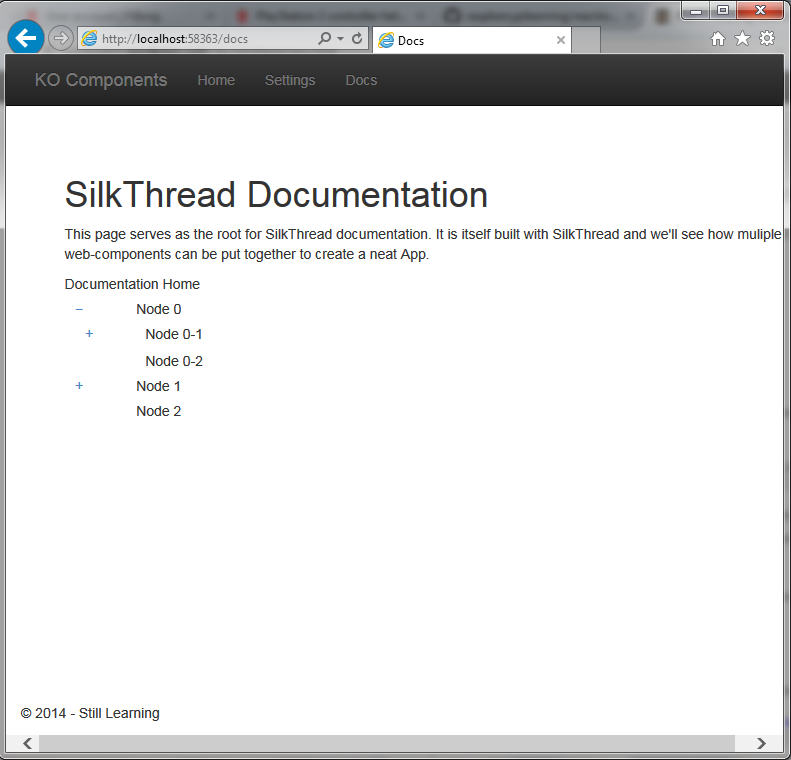 http://localhost:58363/docs
Docs
KO Components Home Settings Docs
SilkThread Documentation
This page serves as the root for SilkThread documentation. It is itself built with SilkThread and we'll see how muliple
web-components can be put together to create a neat App.
Documentation Home
− Node 0
+ Node 0-1
Node 0-2
+ Node 1
Node 2
© 2014 - Still Learning